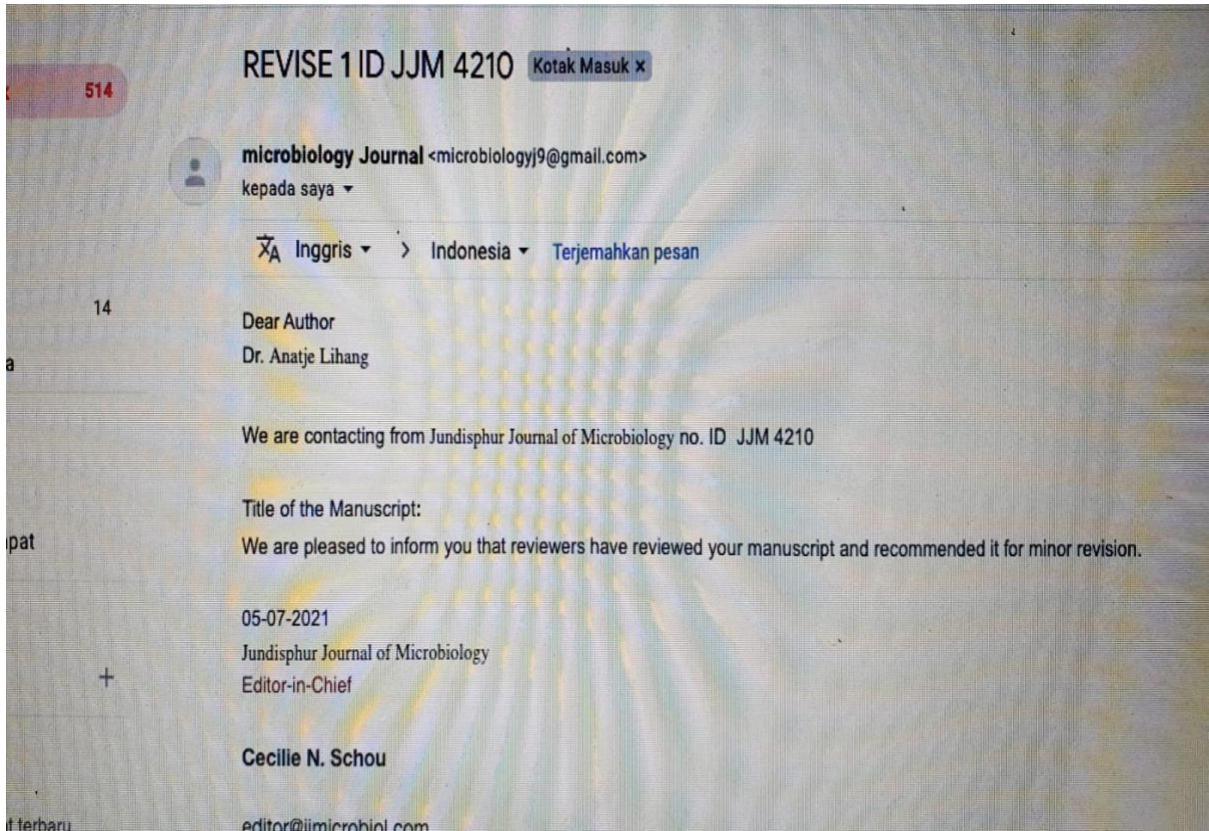 REVISE 1 ID JJM 4210 Kotak Masuk ×
514
microbiology Journal <microbiologyj9@gmail.com>
kepada saya
Inggris > Indonesia Terjemahkan pesan
14
Dear Author
Dr. Anatje Lihang
a
We are contacting from Jundisphur Journal of Microbiology no. ID JJM 4210
Title of the Manuscript:
pat
We are pleased to inform you that reviewers have reviewed your manuscript and recommended it for minor revision.
05-07-2021
Jundisphur Journal of Microbiology
+
Editor-in-Chief
Cecilie N. Schou
terbaru
editor@jjmicrobiol.com